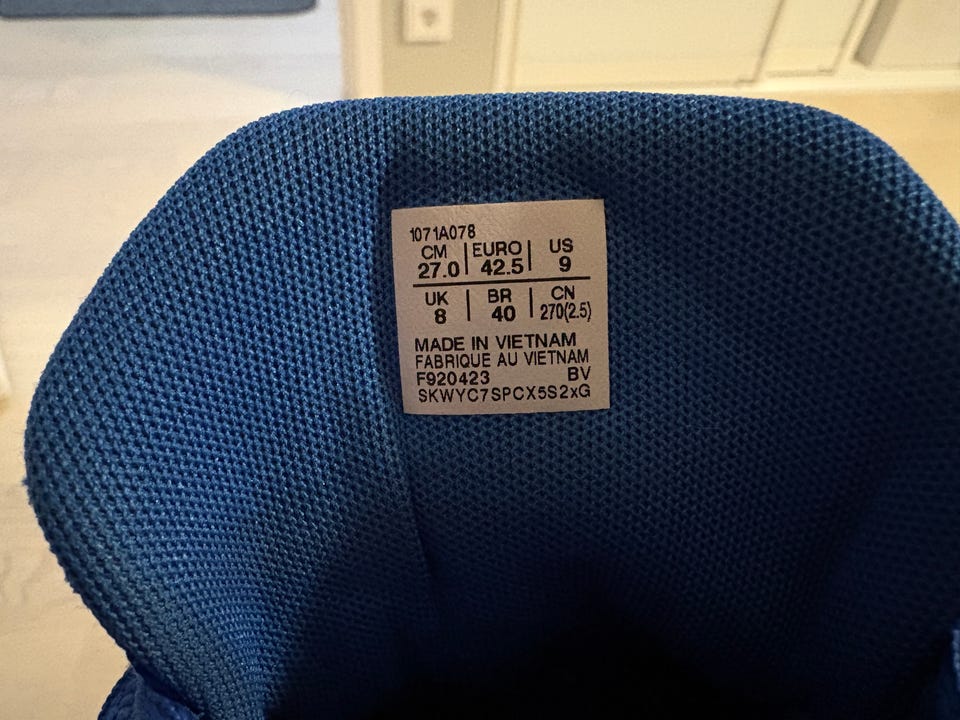 1071A078
CM EURO US
27.0 42.5 9
UK BR CN
8 40 270(2.5)
MADE IN VIETNAM
FABRIQUE AU VIETNAM
F920423 BV
SKWYC7SPCX5S2xG